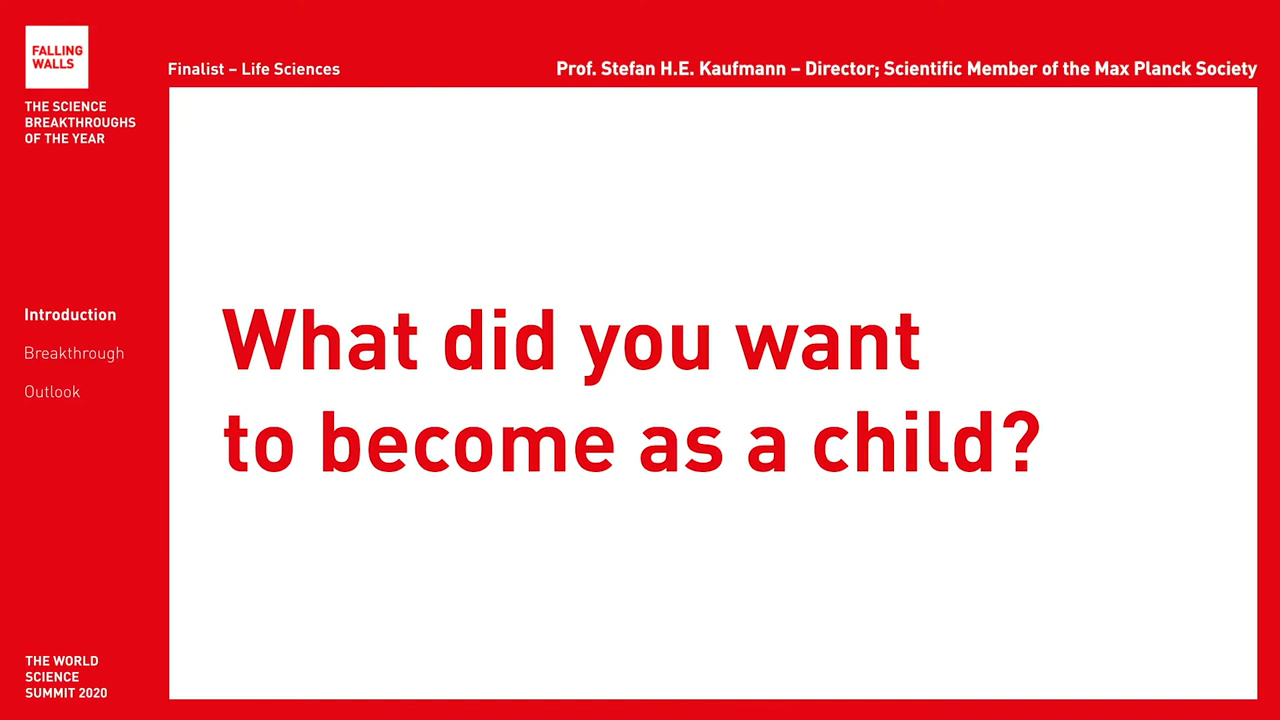 FALLING
WALLS
THE SCIENCE
BREAKTHROUGHS
OF THE YEAR
Finalist – Life Sciences
Prof. Stefan H.E. Kaufmann – Director; Scientific Member of the Max Planck Society
Introduction
Breakthrough
Outlook
What did you want
to become as a child?
THE WORLD
SCIENCE
SUMMIT 2020